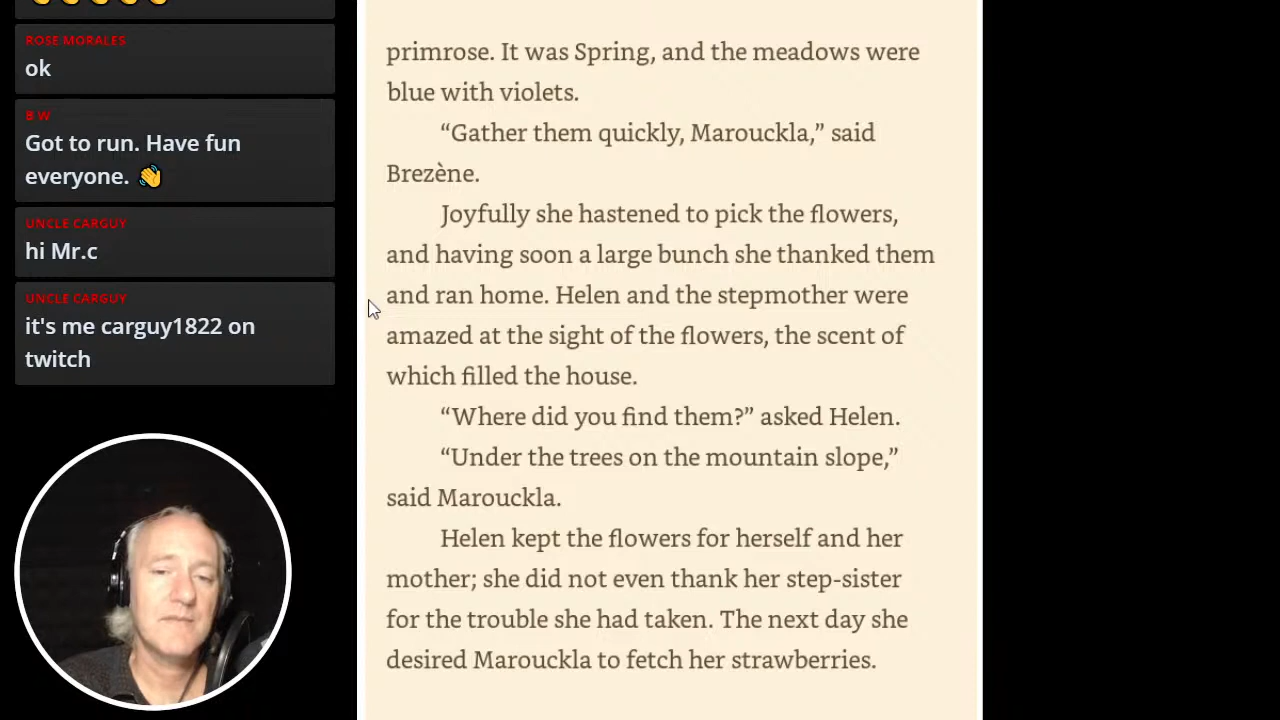 ROSE MORALES
ok
B W
Got to run. Have fun
everyone. 👋
UNCLE CARGUY
hi Mr.c
UNCLE CARGUY
it's me carguy1822 on
twitch
primrose. It was Spring, and the meadows were
blue with violets.
“Gather them quickly, Marouckla,” said
Brezène.
Joyfully she hastened to pick the flowers,
and having soon a large bunch she thanked them
and ran home. Helen and the stepmother were
amazed at the sight of the flowers, the scent of
which filled the house.
“Where did you find them?” asked Helen.
“Under the trees on the mountain slope,”
said Marouckla.
Helen kept the flowers for herself and her
mother; she did not even thank her step-sister
for the trouble she had taken. The next day she
desired Marouckla to fetch her strawberries.